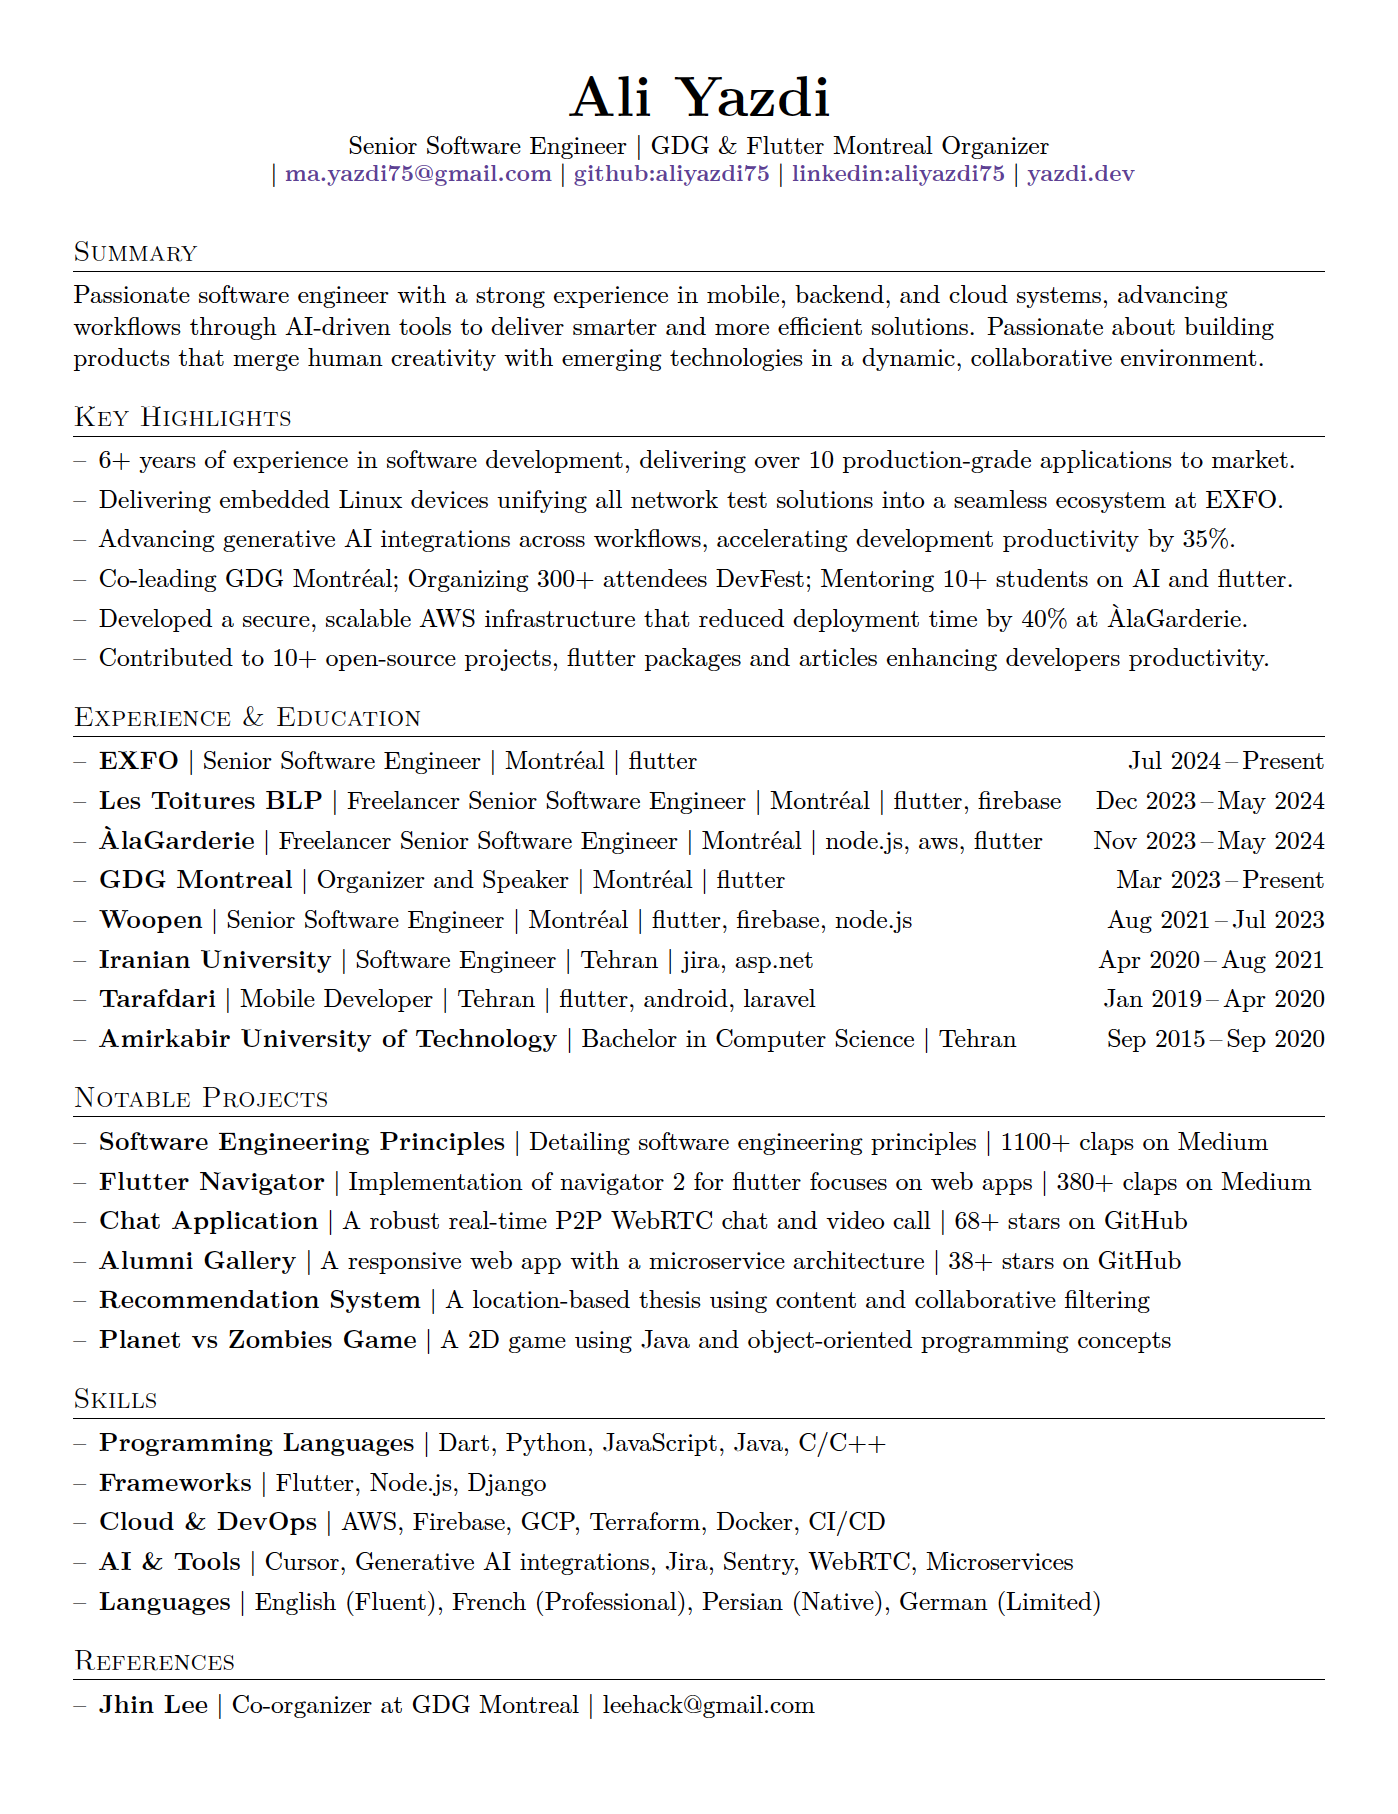 Ali Yazdi
Senior Software Engineer | GDG & Flutter Montreal Organizer
| ma.yazdi75@gmail.com | github:aliyazdi75 | linkedin:aliyazdi75 | yazdi.dev
Summary
Passionate software engineer with a strong experience in mobile, backend, and cloud systems, advancing
workflows through AI-driven tools to deliver smarter and more efficient solutions. Passionate about building
products that merge human creativity with emerging technologies in a dynamic, collaborative environment.
Key Highlights
– 6+ years of experience in software development, delivering over 10 production-grade applications to market.
– Delivering embedded Linux devices unifying all network test solutions into a seamless ecosystem at EXFO.
– Advancing generative AI integrations across workflows, accelerating development productivity by 35%.
– Co-leading GDG Montréal; Organizing 300+ attendees DevFest; Mentoring 10+ students on AI and flutter.
– Developed a secure, scalable AWS infrastructure that reduced deployment time by 40% at ÀlaGarderie.
– Contributed to 10+ open-source projects, flutter packages and articles enhancing developers productivity.
Experience & Education
– EXFO | Senior Software Engineer | Montréal | flutter Jul 2024 – Present
– Les Toitures BLP | Freelancer Senior Software Engineer | Montréal | flutter, firebase Dec 2023 – May 2024
– ÀlaGarderie | Freelancer Senior Software Engineer | Montréal | node.js, aws, flutter Nov 2023 – May 2024
– GDG Montreal | Organizer and Speaker | Montréal | flutter Mar 2023 – Present
– Woopen | Senior Software Engineer | Montréal | flutter, firebase, node.js Aug 2021 – Jul 2023
– Iranian University | Software Engineer | Tehran | jira, asp.net Apr 2020 – Aug 2021
– Tarafdari | Mobile Developer | Tehran | flutter, android, laravel Jan 2019 – Apr 2020
– Amirkabir University of Technology | Bachelor in Computer Science | Tehran Sep 2015 – Sep 2020
Notable Projects
– Software Engineering Principles | Detailing software engineering principles | 1100+ claps on Medium
– Flutter Navigator | Implementation of navigator 2 for flutter focuses on web apps | 380+ claps on Medium
– Chat Application | A robust real-time P2P WebRTC chat and video call | 68+ stars on GitHub
– Alumni Gallery | A responsive web app with a microservice architecture | 38+ stars on GitHub
– Recommendation System | A location-based thesis using content and collaborative filtering
– Planet vs Zombies Game | A 2D game using Java and object-oriented programming concepts
Skills
– Programming Languages | Dart, Python, JavaScript, Java, C/C++
– Frameworks | Flutter, Node.js, Django
– Cloud & DevOps | AWS, Firebase, GCP, Terraform, Docker, CI/CD
– AI & Tools | Cursor, Generative AI integrations, Jira, Sentry, WebRTC, Microservices
– Languages | English (Fluent), French (Professional), Persian (Native), German (Limited)
References
– Jhin Lee | Co-organizer at GDG Montreal | leehack@gmail.com